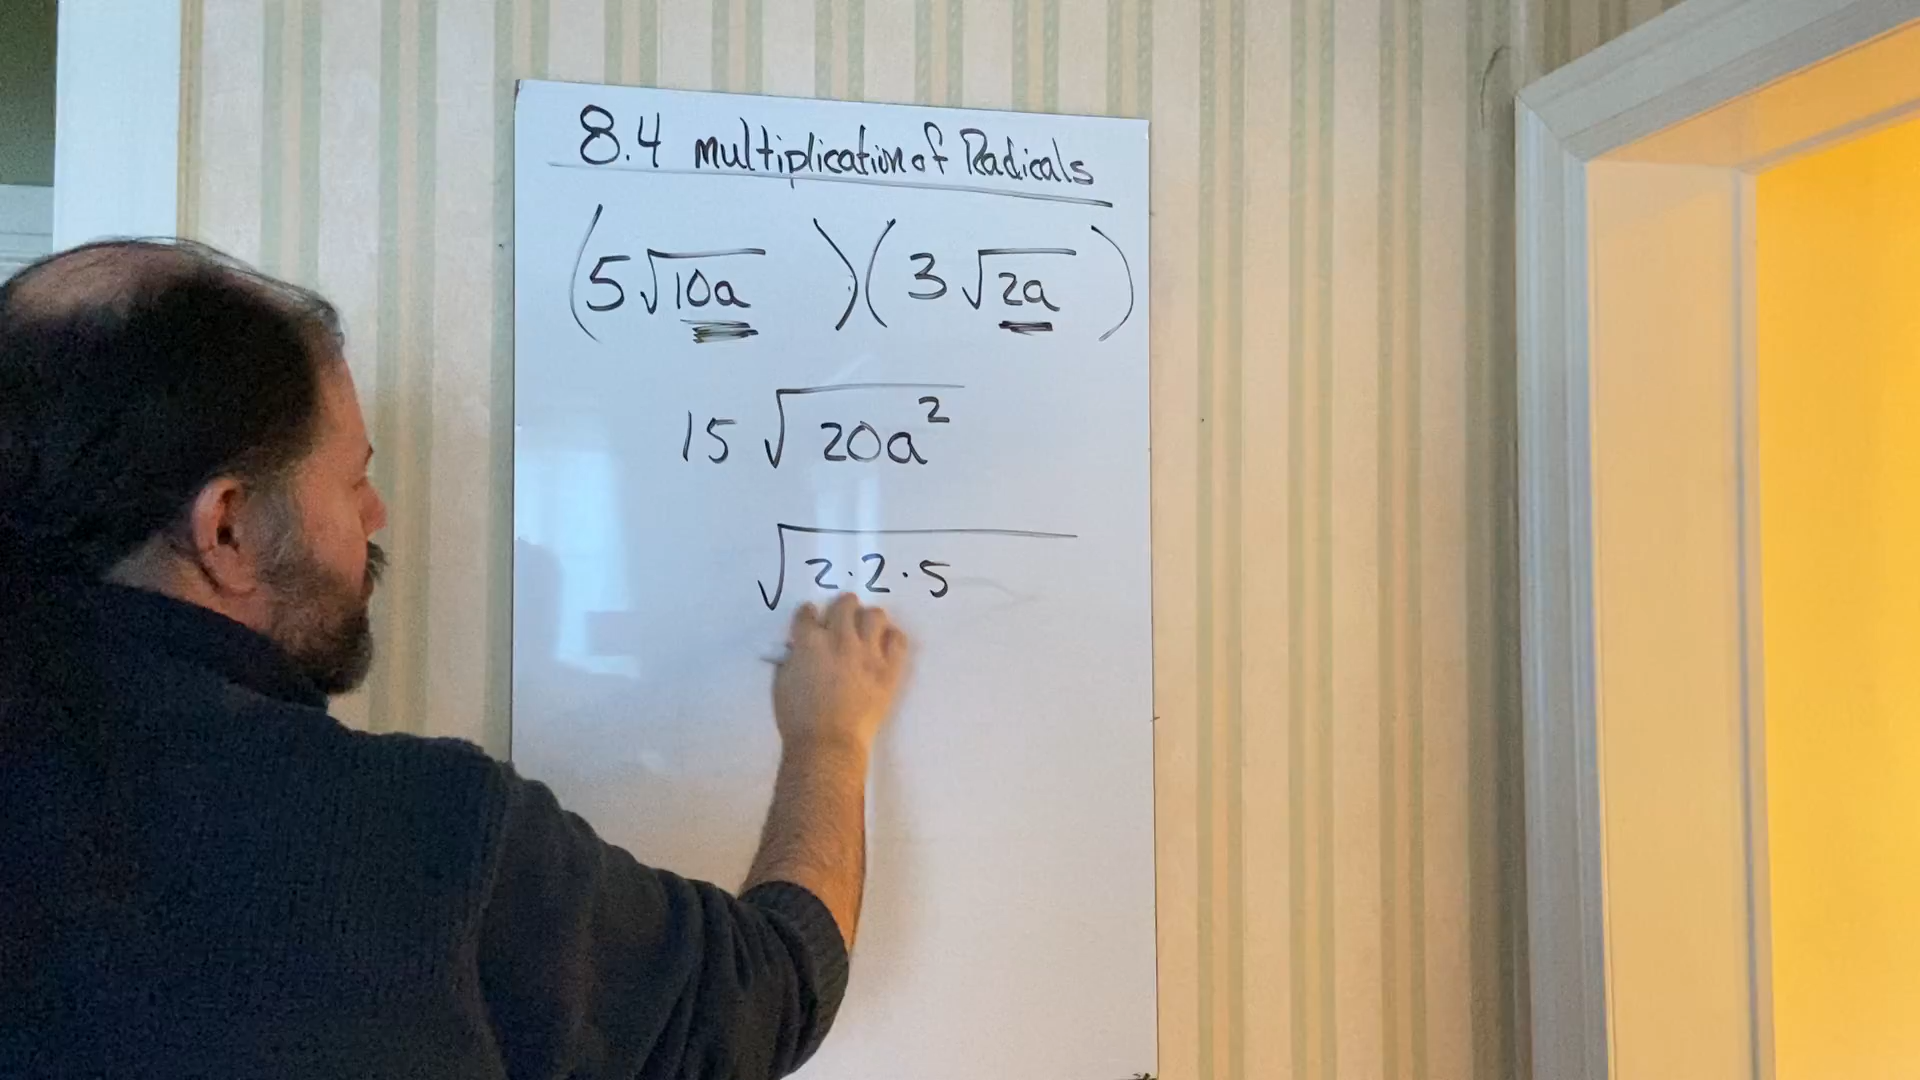 8.4 multiplication of Radicals
(5√10a )(3√2a )
15√20a²
√2·2·5